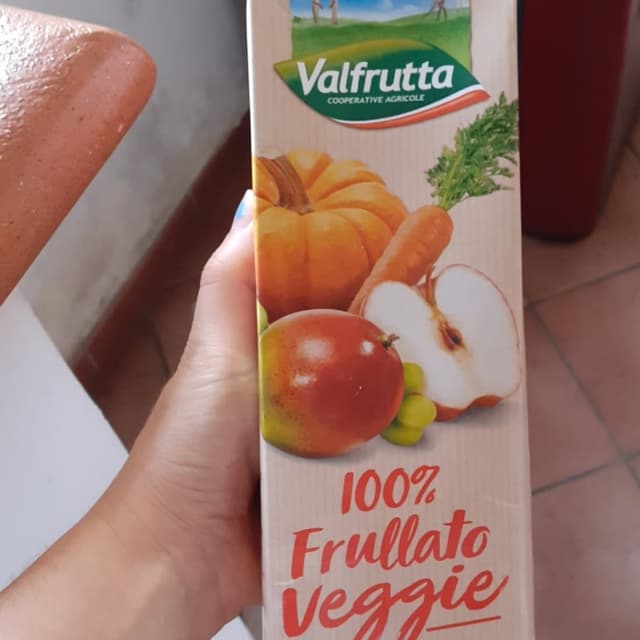 Valfrutta
COOPERATIVE AGRICOLE
100%
Frullato
Veggie